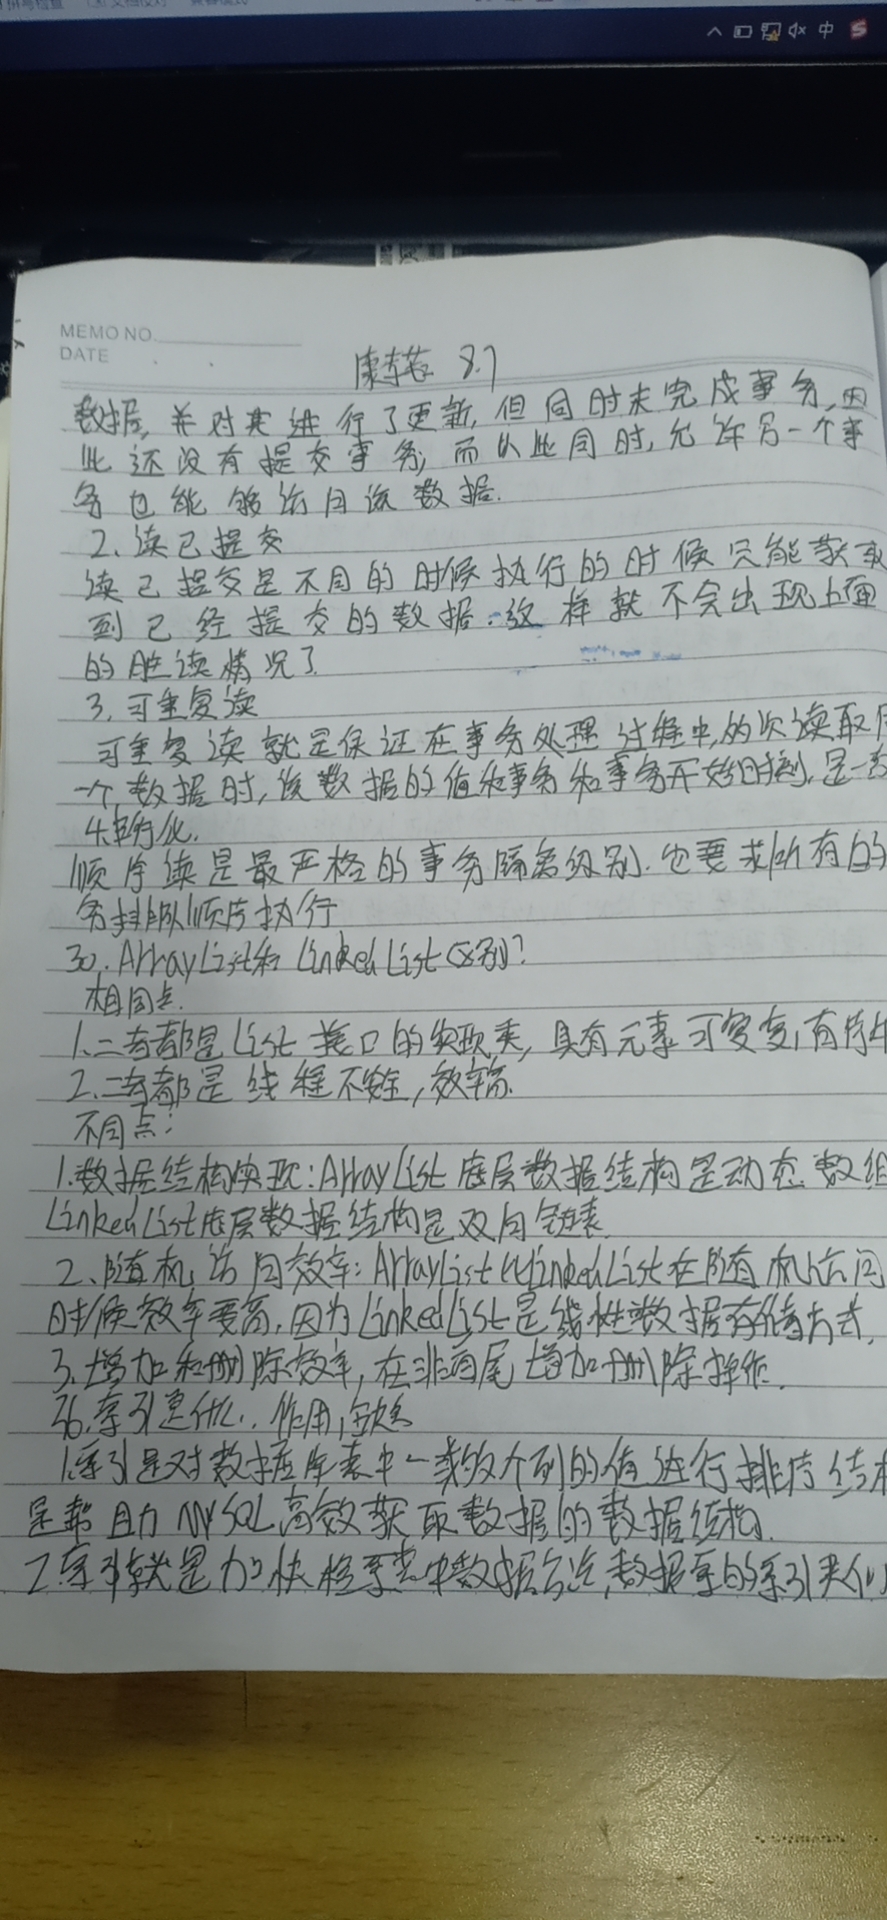 中
MEMO NO.
DATE
8.7
数据,并对其进行了更新,但同时未完成事务,因
此还没有提交事务,而以此同时,允许另一个事
务也能够访问该数据.
2、读已提交
读已提交是不同的时候执行的时候只能获取
到已经提交的数据.这样就不会出现上面
的脏读情况了
3.可重复读
可重复读就是保证在事务处理过程中,多次读取同
一个数据时,该数据的值和事务和事务开始时刻,是一致
4.串行化.
顺序读是最严格的事务隔离级别.它要求所有的
务排队顺序执行
30.ArrayList和LinkedList区别?
相同点.
1.二者都是List接口的实现类,具有元素可重复,有序
2.二者都是线程不安全,效率高.
不同点:
1.数据结构实现:ArrayList底层数据结构是动态数组
LinkedList底层数据结构是双向链表
2、随机访问效率:ArrayList比LinkedList在随机访问
时候效率要高,因为LinkedList是线性数据存储方式.
3.增加和删除效率,在非首尾增加删除操作.
36.索引是什么..作用,缺点
1.索引是对数据库表中一或多个列的值进行排序结构
是帮助MySQL高效获取数据的数据结构.
2.索引就是加快检索表中数据方法,数据库的索引类似